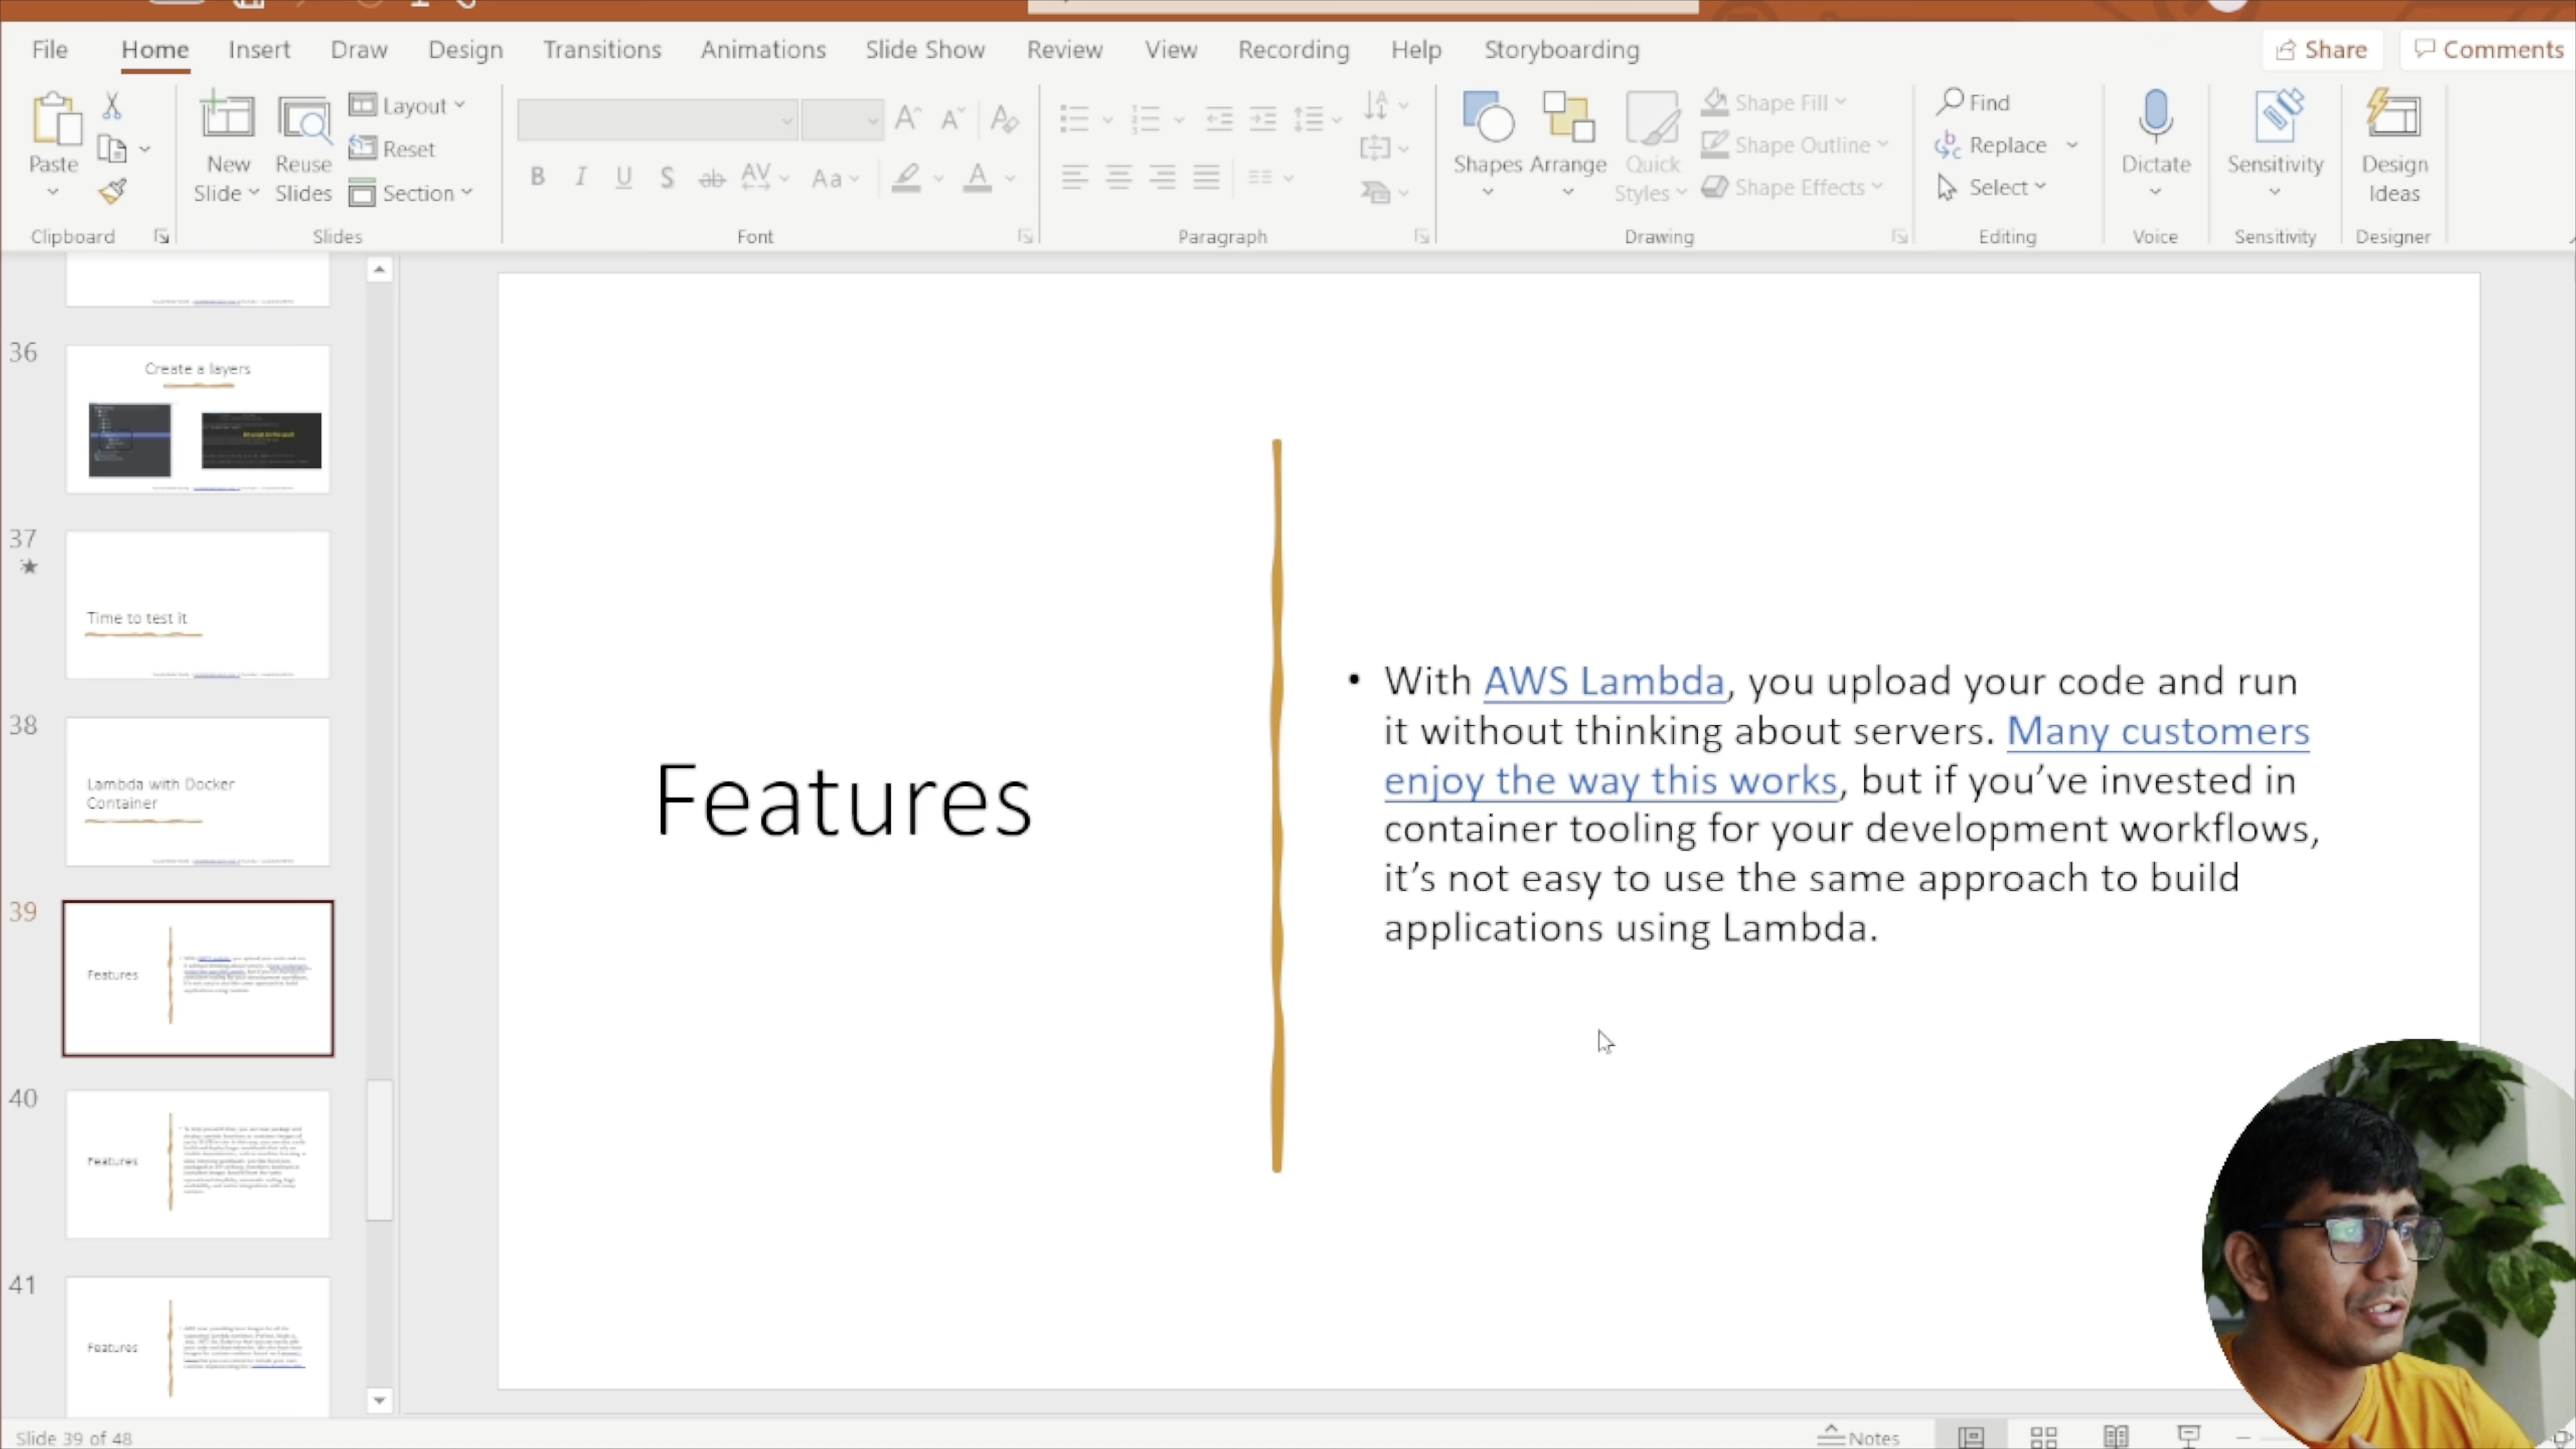 File Home Insert Draw Design Transitions Animations Slide Show Review View Recording Help Storyboarding Share Comments
Paste
Clipboard
New Slide
Reuse Slides
Layout
Reset
Section
Slides
B I U S ab AV Aa A
Font
Paragraph
Shapes
Arrange
Quick Styles
Shape Fill
Shape Outline
Shape Effects
Drawing
Find
Replace
Select
Editing
Dictate
Voice
Sensitivity
Sensitivity
Design Ideas
Designer
36
Create a layers
37
Time to test it
38
Lambda with Docker
Container
39
Features
40
Features
41
Features
Features
• With AWS Lambda, you upload your code and run
it without thinking about servers. Many customers
enjoy the way this works, but if you’ve invested in
container tooling for your development workflows,
it’s not easy to use the same approach to build
applications using Lambda.
Slide 39 of 48
Notes